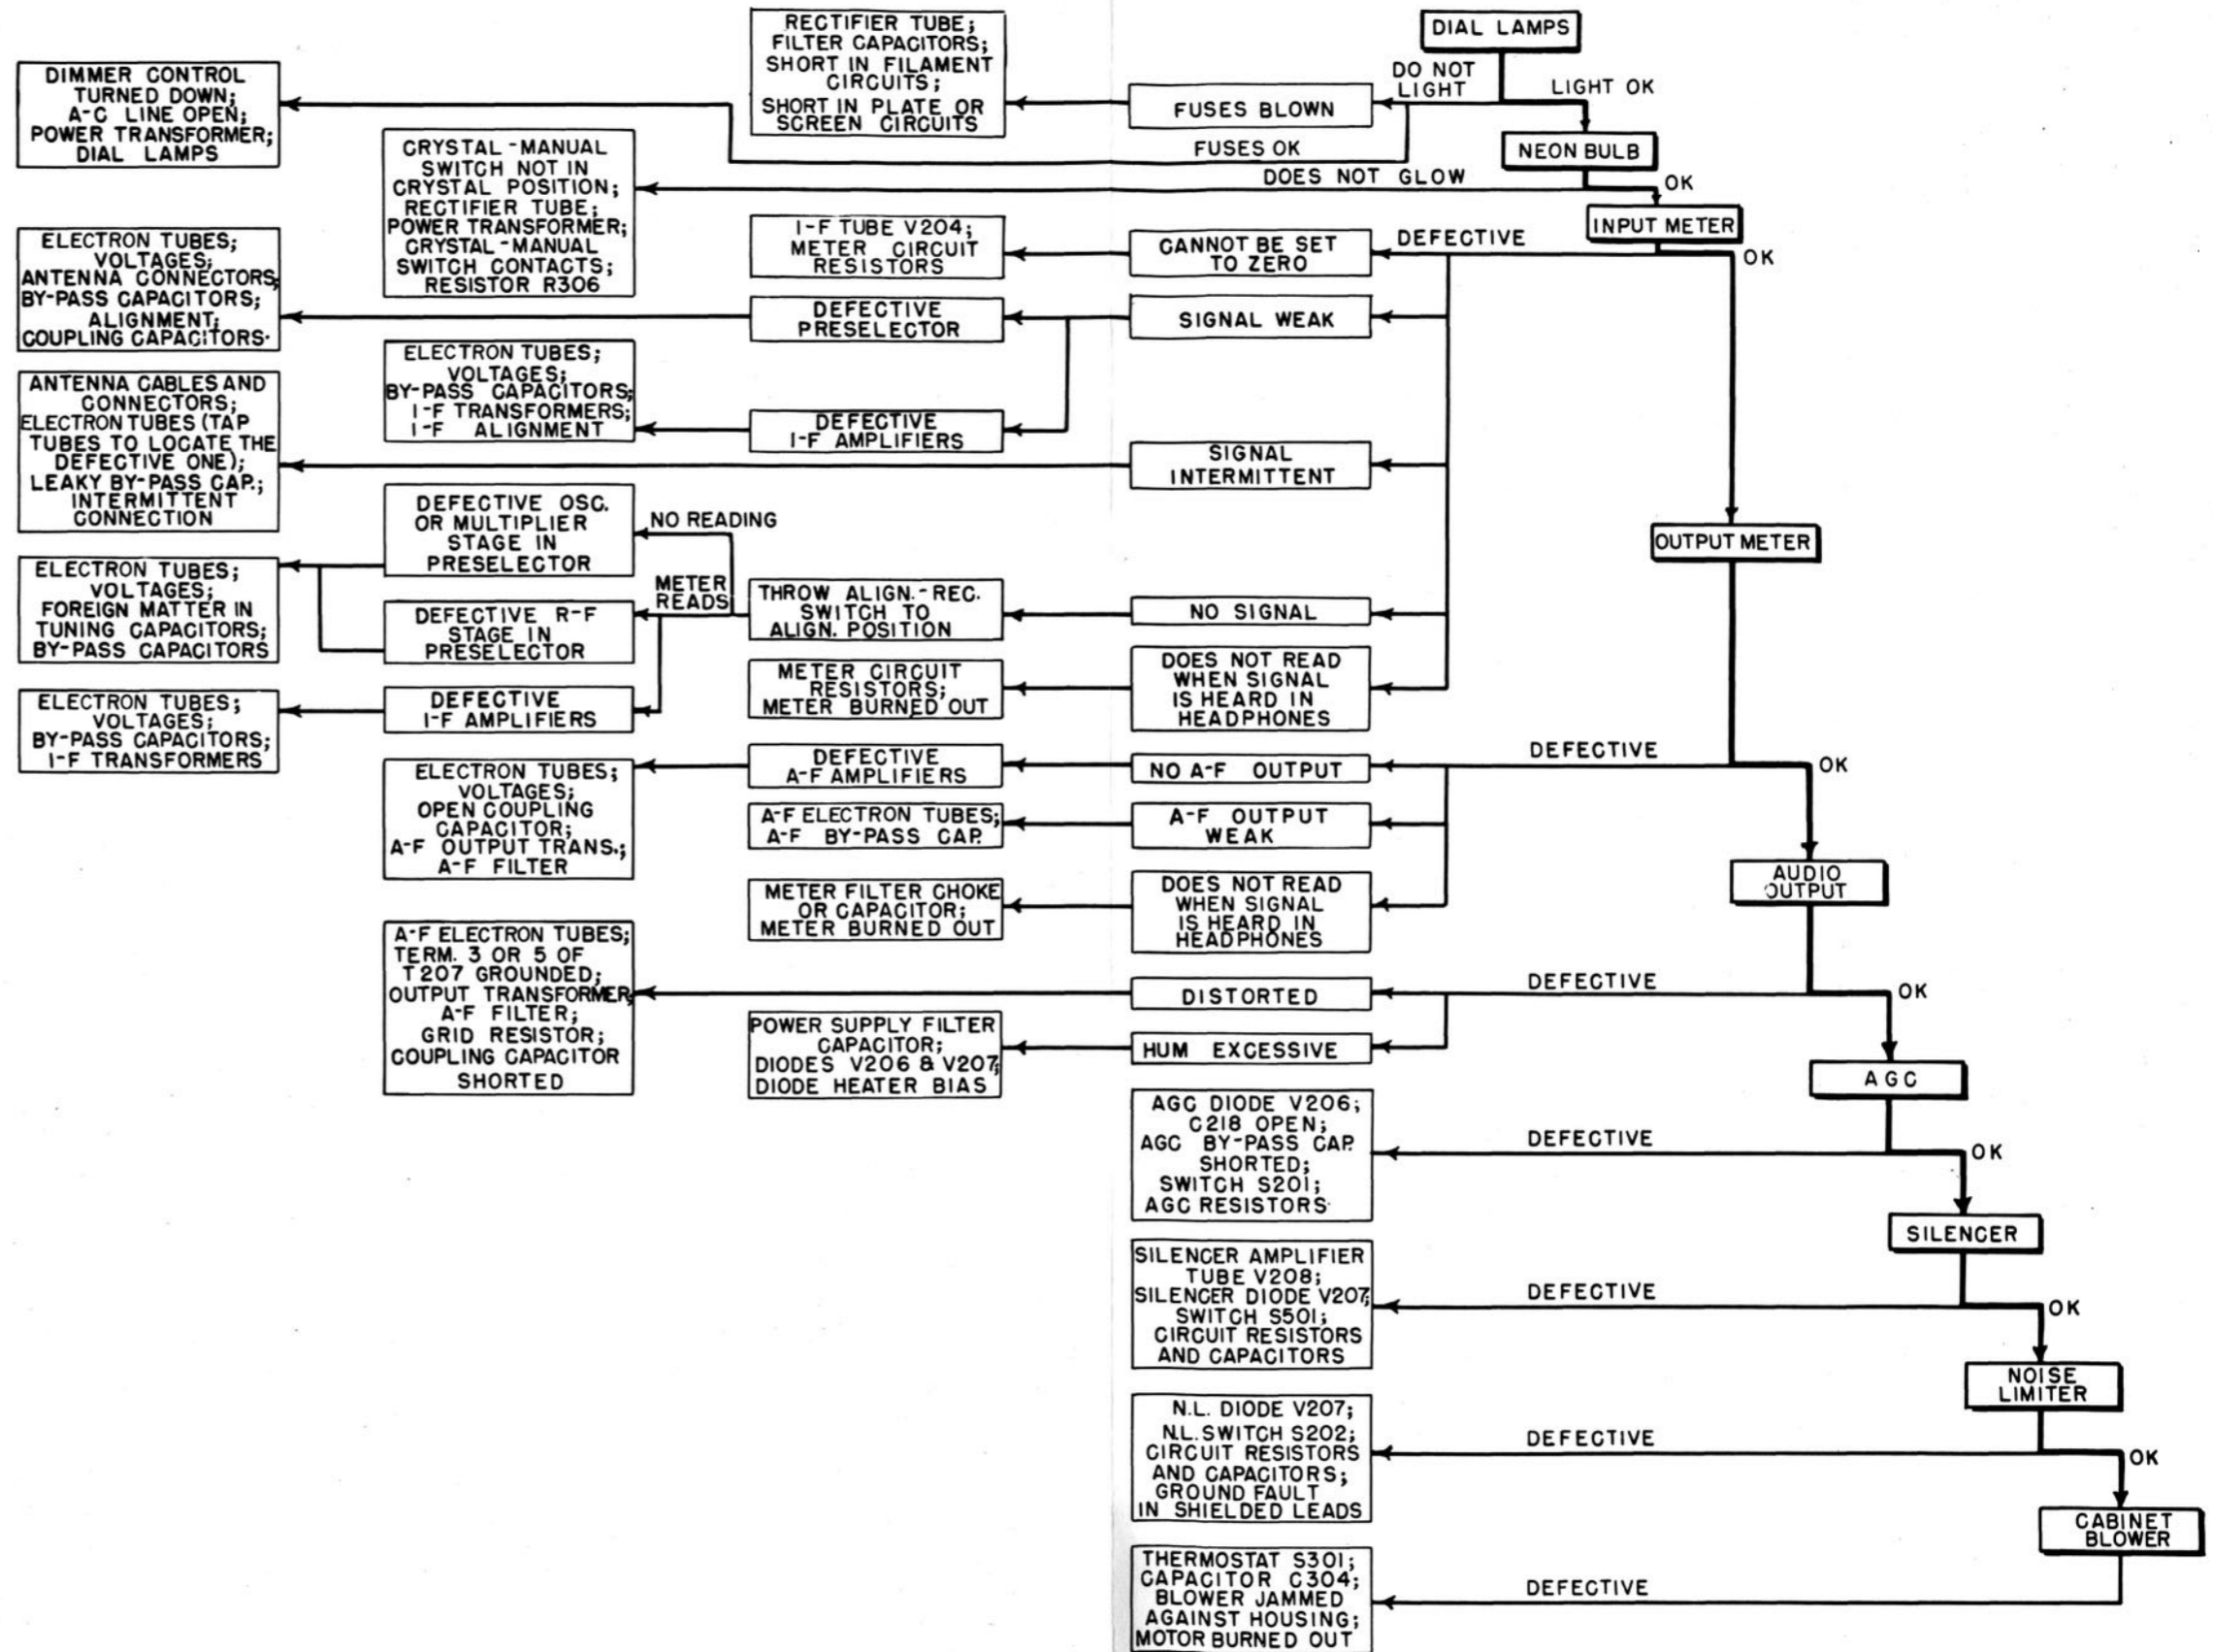 DIAL LAMPS
DO NOT
LIGHT
LIGHT OK
RECTIFIER TUBE;
FILTER CAPACITORS;
SHORT IN FILAMENT
CIRCUITS;
SHORT IN PLATE OR
SCREEN CIRCUITS
FUSES BLOWN
DIMMER CONTROL
TURNED DOWN;
A-C LINE OPEN;
POWER TRANSFORMER;
DIAL LAMPS
FUSES OK
NEON BULB
CRYSTAL-MANUAL
SWITCH NOT IN
CRYSTAL POSITION;
RECTIFIER TUBE;
POWER TRANSFORMER;
CRYSTAL-MANUAL
SWITCH CONTACTS;
RESISTOR R306
DOES NOT GLOW
OK
INPUT METER
I-F TUBE V204;
METER CIRCUIT
RESISTORS
CANNOT BE SET
TO ZERO
DEFECTIVE
OK
ELECTRON TUBES;
VOLTAGES;
ANTENNA CONNECTORS;
BY-PASS CAPACITORS;
ALIGNMENT;
COUPLING CAPACITORS.
DEFECTIVE
PRESELECTOR
SIGNAL WEAK
ELECTRON TUBES;
VOLTAGES;
BY-PASS CAPACITORS;
I-F TRANSFORMERS;
I-F ALIGNMENT
DEFECTIVE
I-F AMPLIFIERS
ANTENNA CABLES AND
CONNECTORS;
ELECTRON TUBES (TAP
TUBES TO LOCATE THE
DEFECTIVE ONE);
LEAKY BY-PASS CAP.;
INTERMITTENT
CONNECTION
SIGNAL
INTERMITTENT
DEFECTIVE OSC.
OR MULTIPLIER
STAGE IN
PRESELECTOR
NO READING
OUTPUT METER
ELECTRON TUBES;
VOLTAGES;
FOREIGN MATTER IN
TUNING CAPACITORS;
BY-PASS CAPACITORS
DEFECTIVE R-F
STAGE IN
PRESELECTOR
METER
READS
THROW ALIGN.-REC.
SWITCH TO
ALIGN. POSITION
NO SIGNAL
METER CIRCUIT
RESISTORS;
METER BURNED OUT
DOES NOT READ
WHEN SIGNAL
IS HEARD IN
HEADPHONES
ELECTRON TUBES;
VOLTAGES;
BY-PASS CAPACITORS;
I-F TRANSFORMERS
DEFECTIVE
I-F AMPLIFIERS
ELECTRON TUBES;
VOLTAGES;
OPEN COUPLING
CAPACITOR;
A-F OUTPUT TRANS.;
A-F FILTER
DEFECTIVE
A-F AMPLIFIERS
NO A-F OUTPUT
DEFECTIVE
OK
A-F ELECTRON TUBES;
A-F BY-PASS CAP.
A-F OUTPUT
WEAK
METER FILTER CHOKE
OR CAPACITOR;
METER BURNED OUT
DOES NOT READ
WHEN SIGNAL
IS HEARD IN
HEADPHONES
AUDIO
OUTPUT
A-F ELECTRON TUBES;
TERM. 3 OR 5 OF
T207 GROUNDED;
OUTPUT TRANSFORMER;
A-F FILTER;
GRID RESISTOR;
COUPLING CAPACITOR
SHORTED
DISTORTED
DEFECTIVE
OK
POWER SUPPLY FILTER
CAPACITOR;
DIODES V206 & V207;
DIODE HEATER BIAS
HUM EXCESSIVE
AGC
AGC DIODE V206;
C218 OPEN;
AGC BY-PASS CAP.
SHORTED;
SWITCH S201;
AGC RESISTORS
DEFECTIVE
OK
SILENCER
SILENCER AMPLIFIER
TUBE V208;
SILENCER DIODE V207;
SWITCH S501;
CIRCUIT RESISTORS
AND CAPACITORS
DEFECTIVE
OK
NOISE
LIMITER
N.L. DIODE V207;
N.L. SWITCH S202;
CIRCUIT RESISTORS
AND CAPACITORS;
GROUND FAULT
IN SHIELDED LEADS
DEFECTIVE
OK
CABINET
BLOWER
THERMOSTAT S301;
CAPACITOR C304;
BLOWER JAMMED
AGAINST HOUSING;
MOTOR BURNED OUT
DEFECTIVE